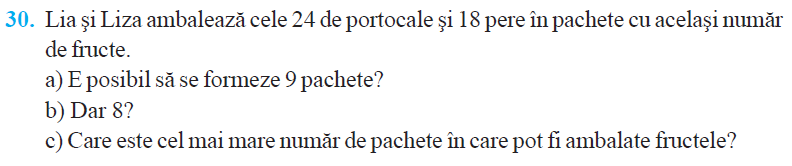 30. Lia şi Liza ambalează cele 24 de portocale şi 18 pere în pachete cu acelaşi număr
de fructe.
a) E posibil să se formeze 9 pachete?
b) Dar 8?
c) Care este cel mai mare număr de pachete în care pot fi ambalate fructele?